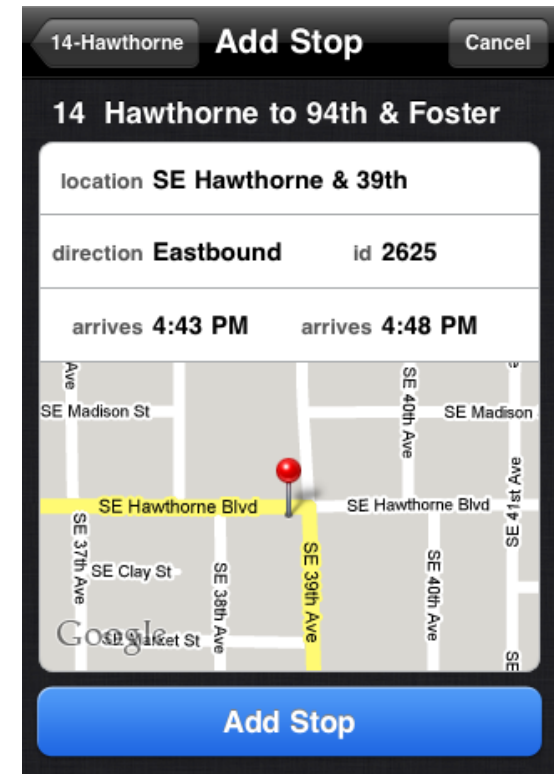 14-Hawthorne Add Stop Cancel
14 Hawthorne to 94th & Foster
location SE Hawthorne & 39th
direction Eastbound id 2625
arrives 4:43 PM arrives 4:48 PM
Ave
SE 40th Ave
SE Madison St
SE Madison
SE 41st Ave
SE Hawthorne Blvd
SE Hawthorne Blvd
SE 37th Ave
SE Clay St
SE 38th Ave
SE 39th Ave
SE 40th Ave
Google
SE Market St
SE
Add Stop